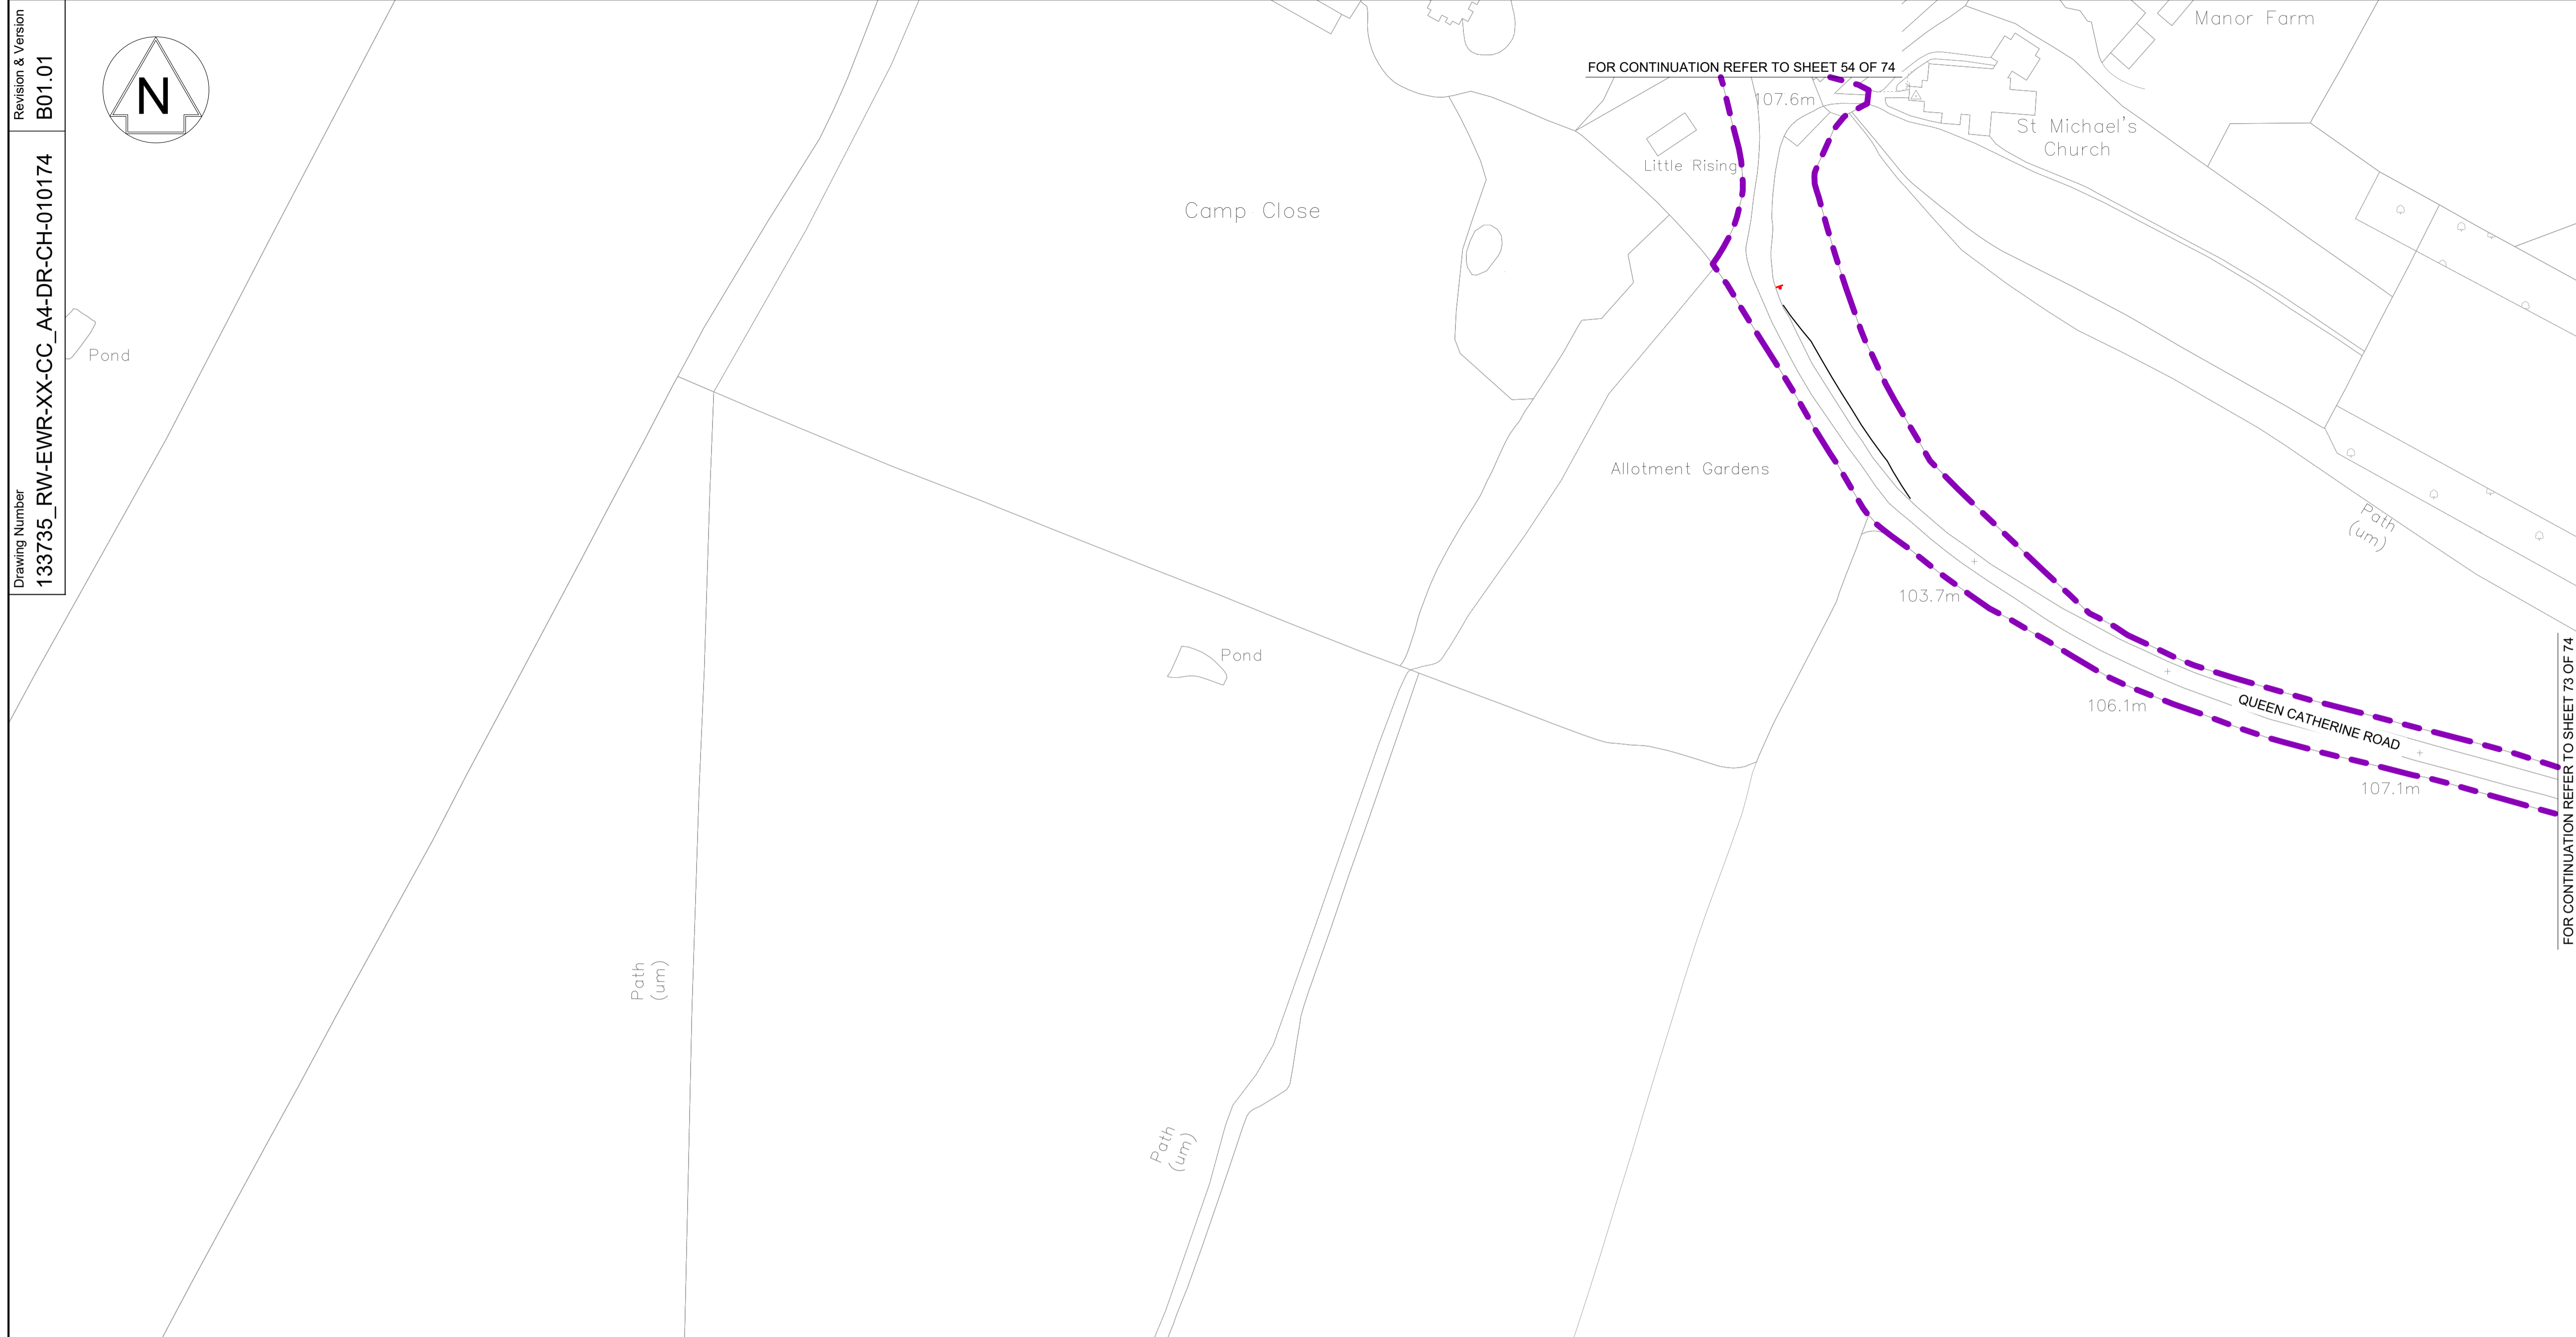 Revision & Version
B01.01
Drawing Number
133735_RW-EWR-XX-CC_A4-DR-CH-010174
N
Manor Farm
FOR CONTINUATION REFER TO SHEET 54 OF 74
107.6m
St Michael's
Church
Little Rising
Camp Close
Pond
Allotment Gardens
Path
(um)
103.7m
Pond
106.1m
QUEEN CATHERINE ROAD
107.1m
FOR CONTINUATION REFER TO SHEET 73 OF 74
Path
(um)
Path
(um)